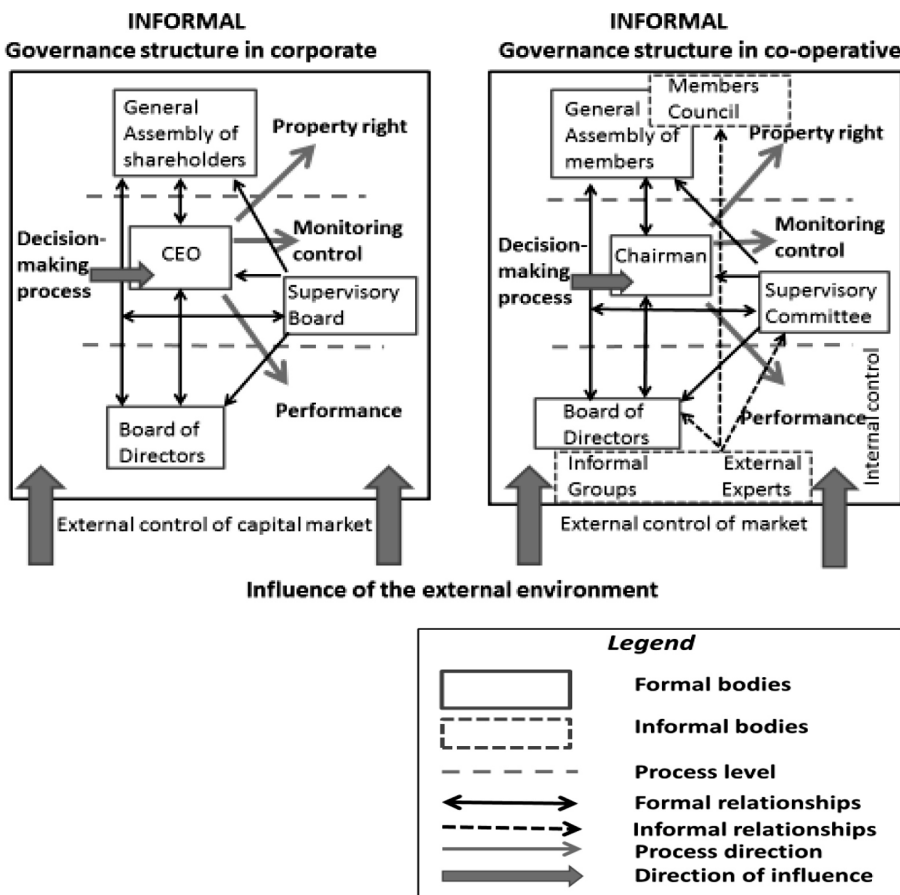 INFORMAL
Governance structure in corporate
General
Assembly of
shareholders
Property right
Decision-
making
process
CEO
Monitoring
control
Supervisory
Board
Performance
Board of
Directors
External control of capital market
INFORMAL
Governance structure in co-operative
Members
Council
General
Assembly of
members
Property right
Decision-
making
process
Chairman
Monitoring
control
Supervisory
Committee
Performance
Internal control
Board of
Directors
Informal
Groups
External
Experts
External control of market
Influence of the external environment
Legend
Formal bodies
Informal bodies
Process level
Formal relationships
Informal relationships
Process direction
Direction of influence